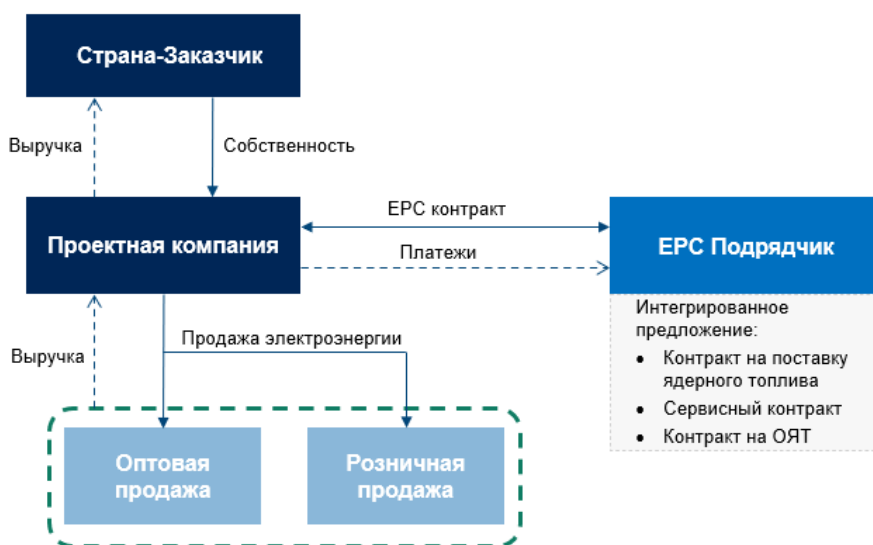 Страна-Заказчик
Выручка
Собственность
Проектная компания
EPC контракт
Платежи
EPC Подрядчик
Интегрированное
предложение:
• Контракт на поставку
ядерного топлива
• Сервисный контракт
• Контракт на ОЯТ
Продажа электроэнергии
Выручка
Оптовая
продажа
Розничная
продажа